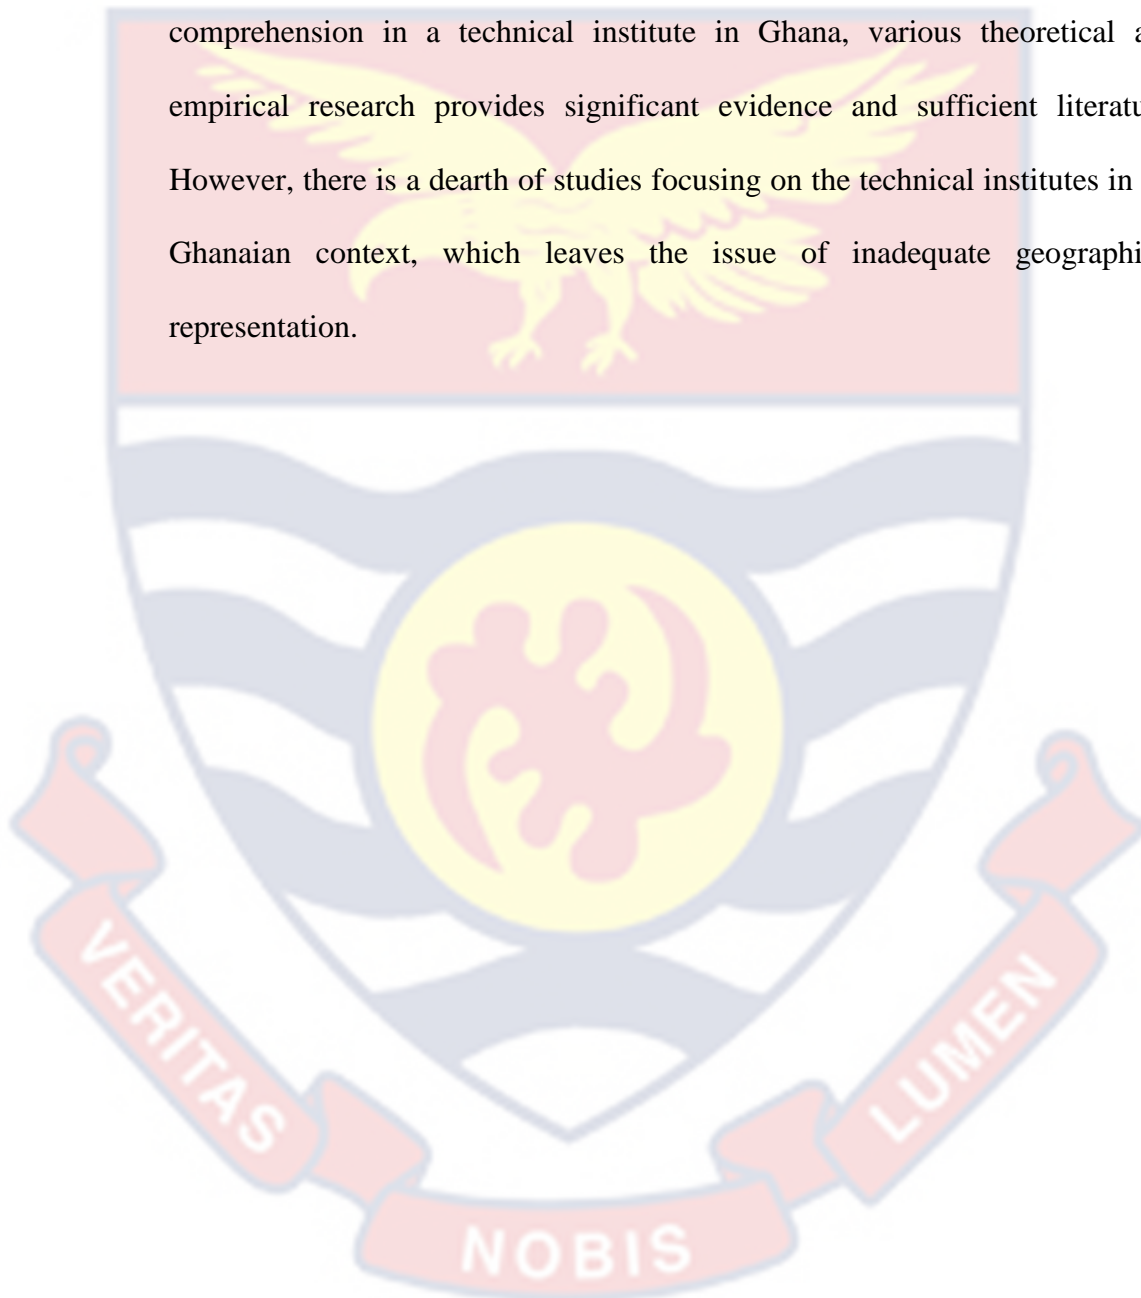 comprehension in a technical institute in Ghana, various theoretical a
empirical research provides significant evidence and sufficient literatu
However, there is a dearth of studies focusing on the technical institutes in
Ghanaian context, which leaves the issue of inadequate geographi
representation.
VERITAS
NOBIS
LUMEN